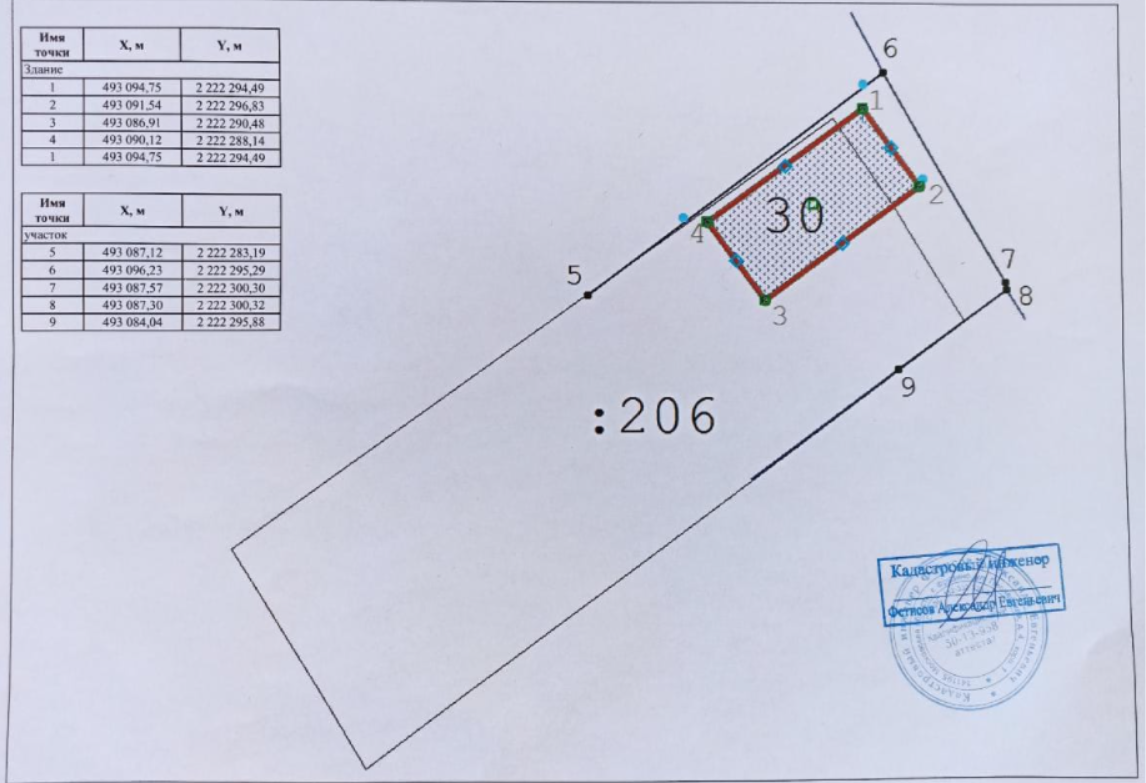 Имя точки X, м Y, м
Здание
1 493 094,75 2 222 294,49
2 493 091,54 2 222 296,83
3 493 086,91 2 222 290,48
4 493 090,12 2 222 288,14
1 493 094,75 2 222 294,49
Имя точки X, м Y, м
участок
5 493 087,12 2 222 283,19
6 493 096,23 2 222 295,29
7 493 087,57 2 222 300,30
8 493 087,30 2 222 300,32
9 493 084,04 2 222 295,88
6
1
2
30
4
3
5
7
8
9
:206
Кадастровый инженер
Фетисов Александр Евгеньевич
аттестат